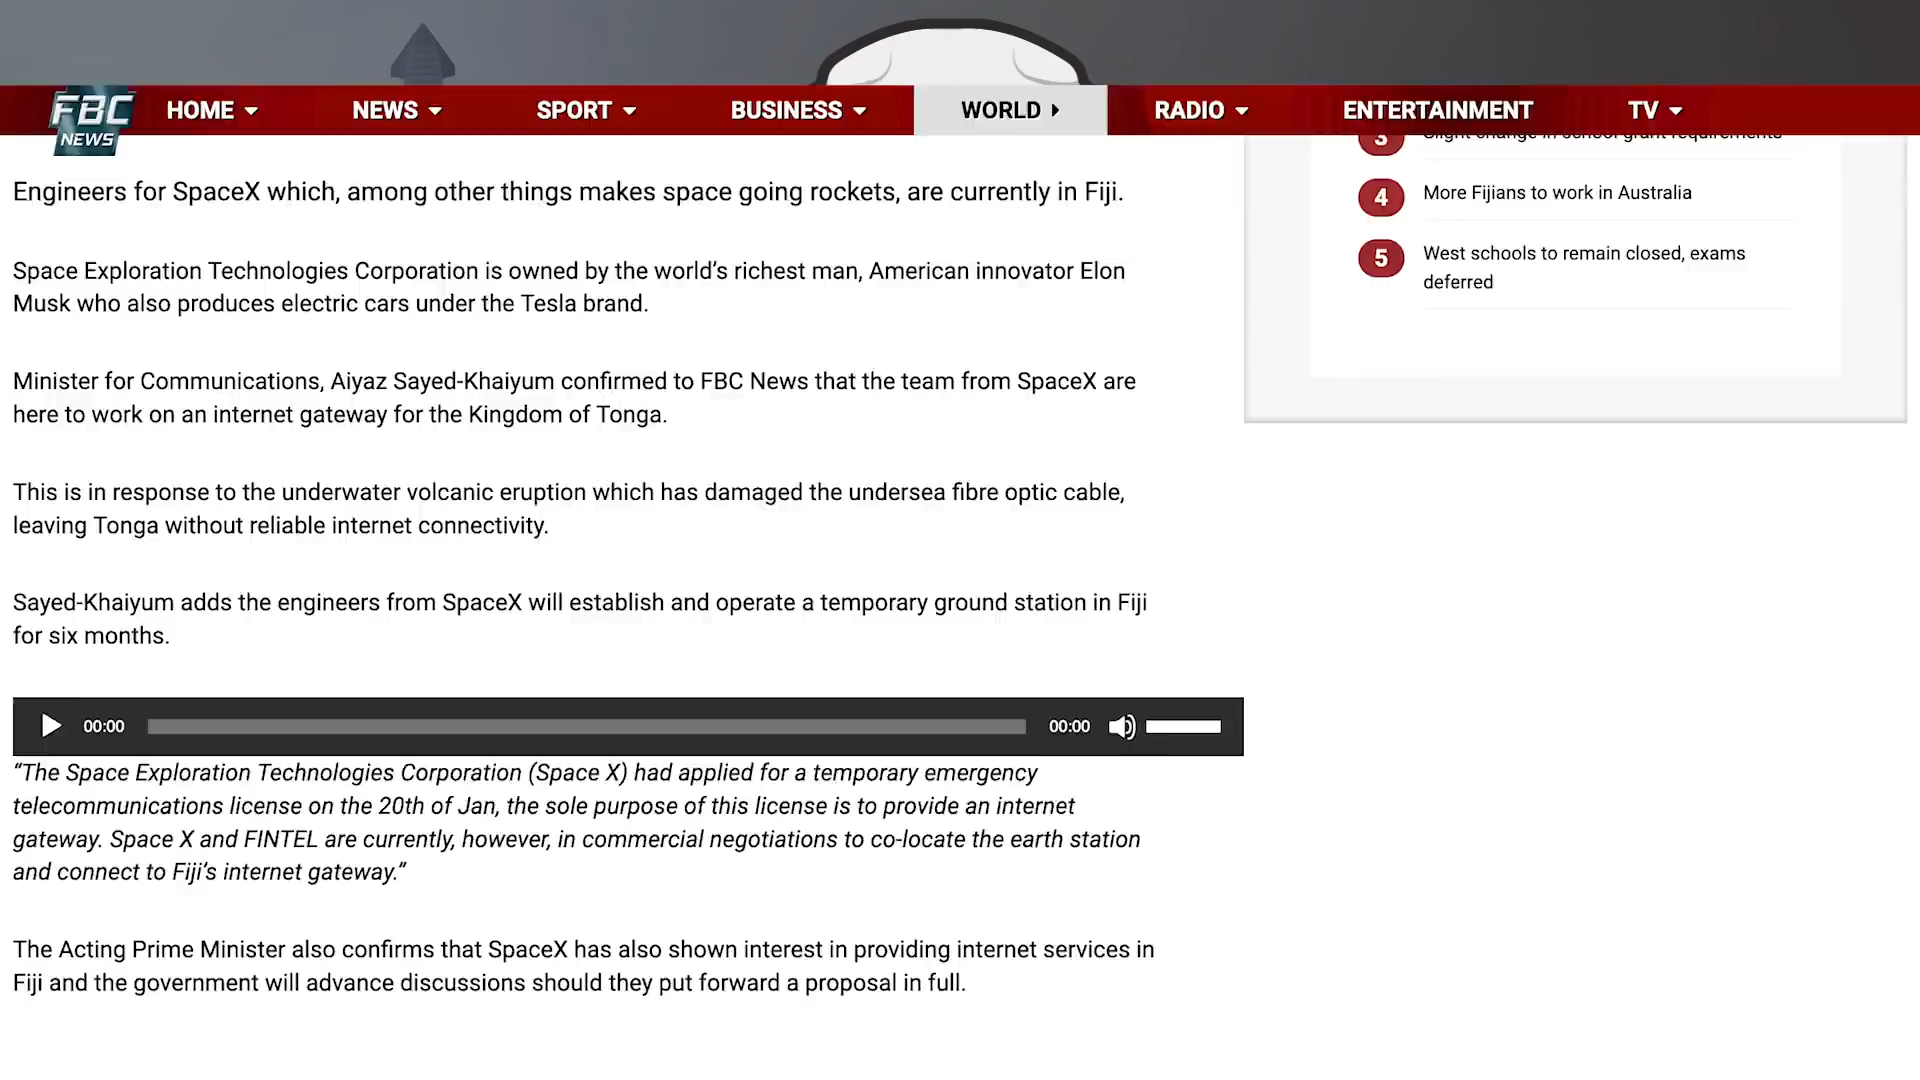 FBC
NEWS
HOME
NEWS
SPORT
BUSINESS
WORLD
RADIO
ENTERTAINMENT
TV
Engineers for SpaceX which, among other things makes space going rockets, are currently in Fiji.
Space Exploration Technologies Corporation is owned by the world’s richest man, American innovator Elon
Musk who also produces electric cars under the Tesla brand.
Minister for Communications, Aiyaz Sayed-Khaiyum confirmed to FBC News that the team from SpaceX are
here to work on an internet gateway for the Kingdom of Tonga.
This is in response to the underwater volcanic eruption which has damaged the undersea fibre optic cable,
leaving Tonga without reliable internet connectivity.
Sayed-Khaiyum adds the engineers from SpaceX will establish and operate a temporary ground station in Fiji
for six months.
00:00
00:00
“The Space Exploration Technologies Corporation (Space X) had applied for a temporary emergency
telecommunications license on the 20th of Jan, the sole purpose of this license is to provide an internet
gateway. Space X and FINTEL are currently, however, in commercial negotiations to co-locate the earth station
and connect to Fiji’s internet gateway.”
The Acting Prime Minister also confirms that SpaceX has also shown interest in providing internet services in
Fiji and the government will advance discussions should they put forward a proposal in full.
3
Slight change in school grant requirements
4
More Fijians to work in Australia
5
West schools to remain closed, exams
deferred